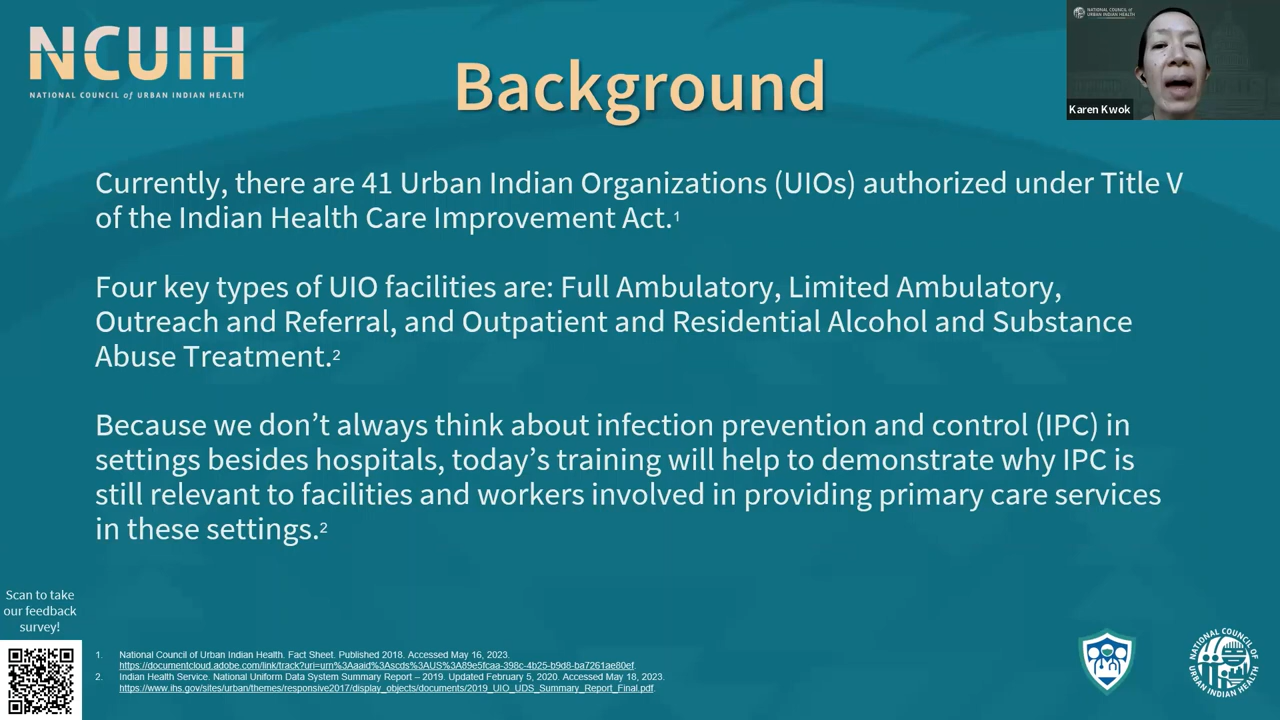 NCUIH
NATIONAL COUNCIL of URBAN INDIAN HEALTH
Background
NATIONAL COUNCIL of
URBAN INDIAN HEALTH
Karen Kwok
Currently, there are 41 Urban Indian Organizations (UIOs) authorized under Title V
of the Indian Health Care Improvement Act.1
Four key types of UIO facilities are: Full Ambulatory, Limited Ambulatory,
Outreach and Referral, and Outpatient and Residential Alcohol and Substance
Abuse Treatment.2
Because we don’t always think about infection prevention and control (IPC) in
settings besides hospitals, today’s training will help to demonstrate why IPC is
still relevant to facilities and workers involved in providing primary care services
in these settings.2
Scan to take
our feedback
survey!
1. National Council of Urban Indian Health. Fact Sheet. Published 2018. Accessed May 16, 2023.
https://documentcloud.adobe.com/link/track?uri=urn%3Aaaid%3Ascds%3AUS%3A89e5fcaa-398c-4b25-b9d8-ba7261ae80ef.
2. Indian Health Service. National Uniform Data System Summary Report – 2019. Updated February 5, 2020. Accessed May 18, 2023.
https://www.ihs.gov/sites/urban/themes/responsive2017/display_objects/documents/2019_UIO_UDS_Summary_Report_Final.pdf.
NATIONAL COUNCIL OF
URBAN INDIAN HEALTH